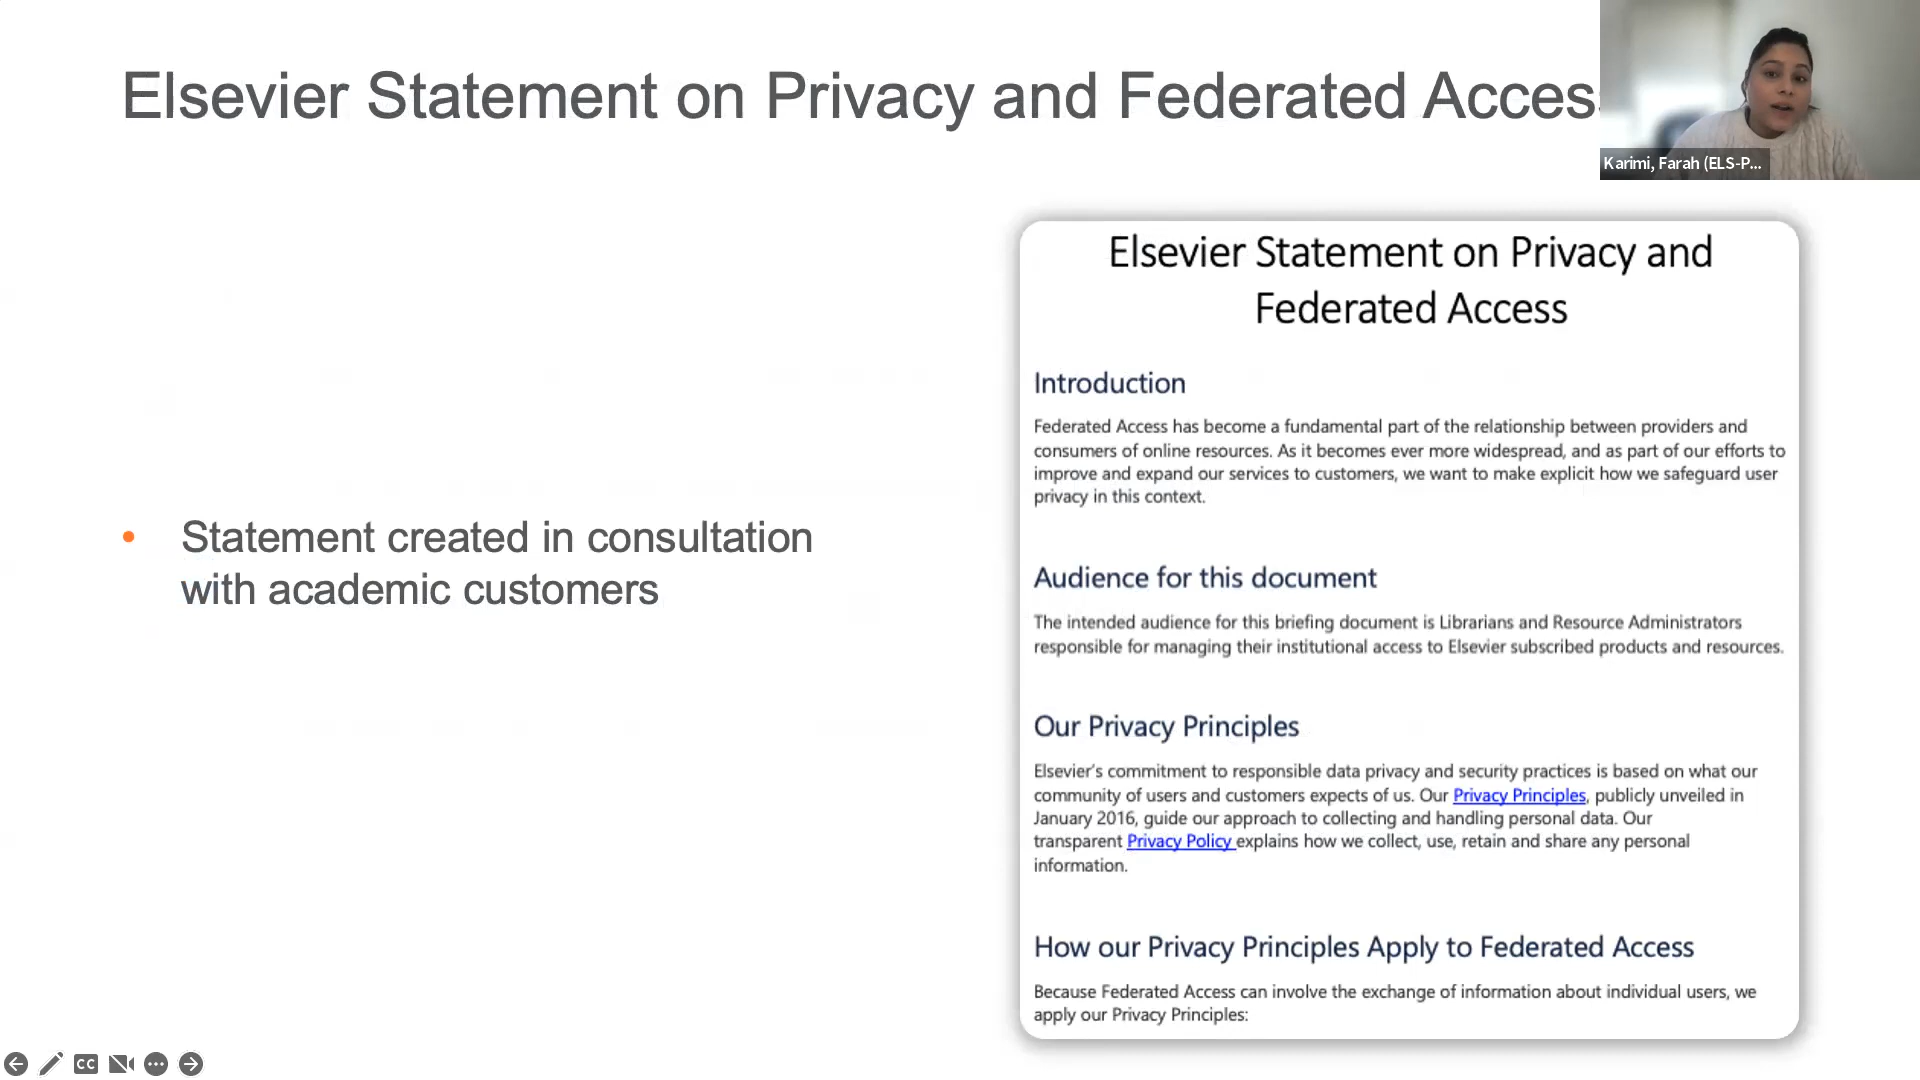 Elsevier Statement on Privacy and Federated Acces
Karimi, Farah (ELS-P...
• Statement created in consultation
with academic customers
Elsevier Statement on Privacy and
Federated Access
Introduction
Federated Access has become a fundamental part of the relationship between providers and
consumers of online resources. As it becomes ever more widespread, and as part of our efforts to
improve and expand our services to customers, we want to make explicit how we safeguard user
privacy in this context.
Audience for this document
The intended audience for this briefing document is Librarians and Resource Administrators
responsible for managing their institutional access to Elsevier subscribed products and resources.
Our Privacy Principles
Elsevier's commitment to responsible data privacy and security practices is based on what our
community of users and customers expects of us. Our Privacy Principles, publicly unveiled in
January 2016, guide our approach to collecting and handling personal data. Our
transparent Privacy Policy explains how we collect, use, retain and share any personal
information.
How our Privacy Principles Apply to Federated Access
Because Federated Access can involve the exchange of information about individual users, we
apply our Privacy Principles:
CC